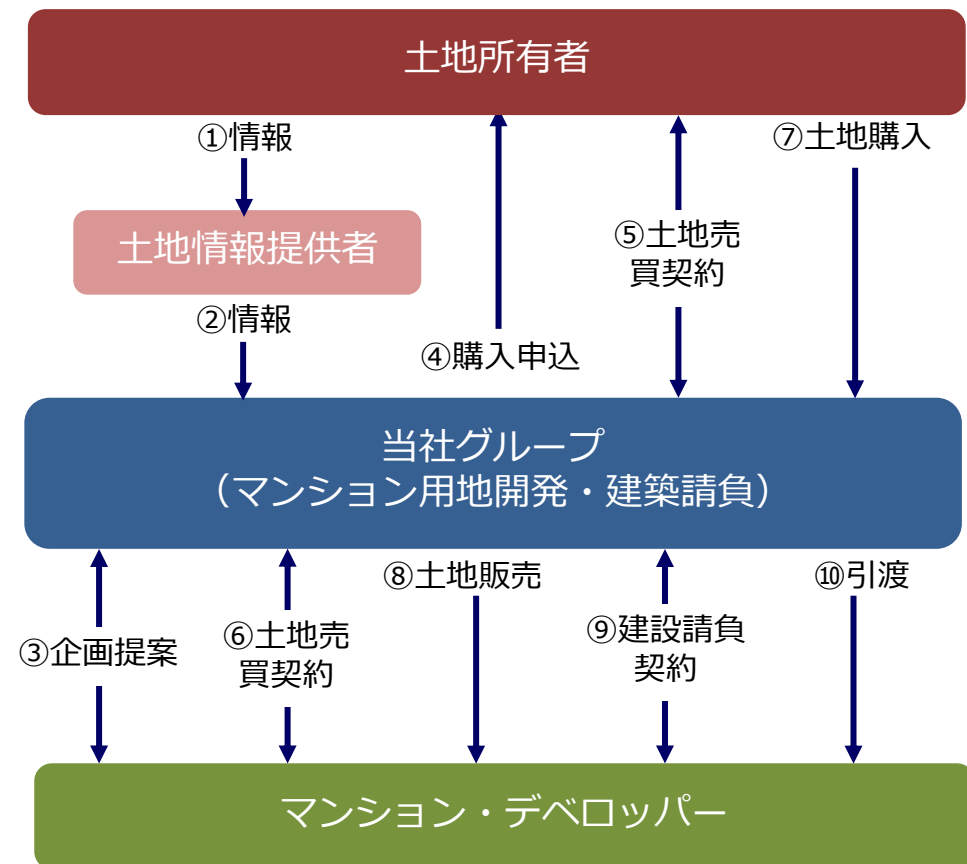 土地所有者
①情報
⑦土地購入
土地情報提供者
⑤土地売
買契約
②情報
④購入申込
当社グループ
（マンション用地開発・建築請負）
⑧土地販売
⑩引渡
③企画提案
⑥土地売
買契約
⑨建設請負
契約
マンション・デベロッパー